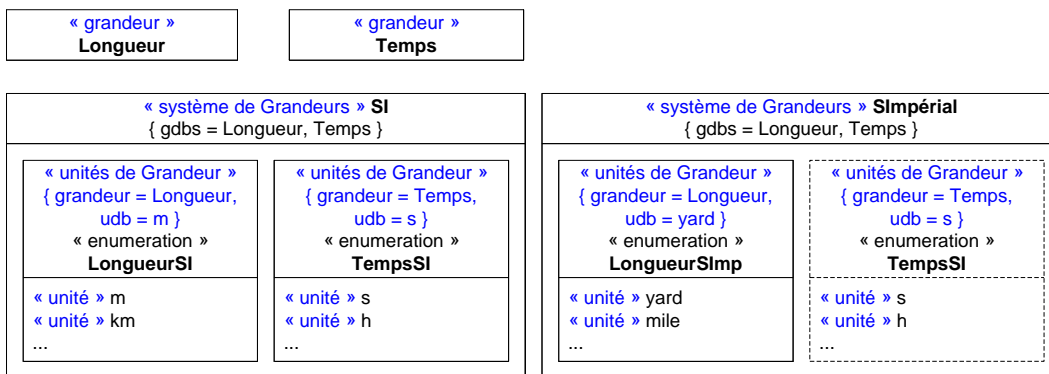 « grandeur »
Longueur
« grandeur »
Temps
« système de Grandeurs » SI
{ gdbs = Longueur, Temps }
« unités de Grandeur »
{ grandeur = Longueur,
udb = m }
« enumeration »
LongueurSI
« unité » m
« unité » km
...
« unités de Grandeur »
{ grandeur = Temps,
udb = s }
« enumeration »
TempsSI
« unité » s
« unité » h
...
« système de Grandeurs » SImpérial
{ gdbs = Longueur, Temps }
« unités de Grandeur »
{ grandeur = Longueur,
udb = yard }
« enumeration »
LongueurSImp
« unité » yard
« unité » mile
...
« unités de Grandeur »
{ grandeur = Temps,
udb = s }
« enumeration »
TempsSI
« unité » s
« unité » h
...